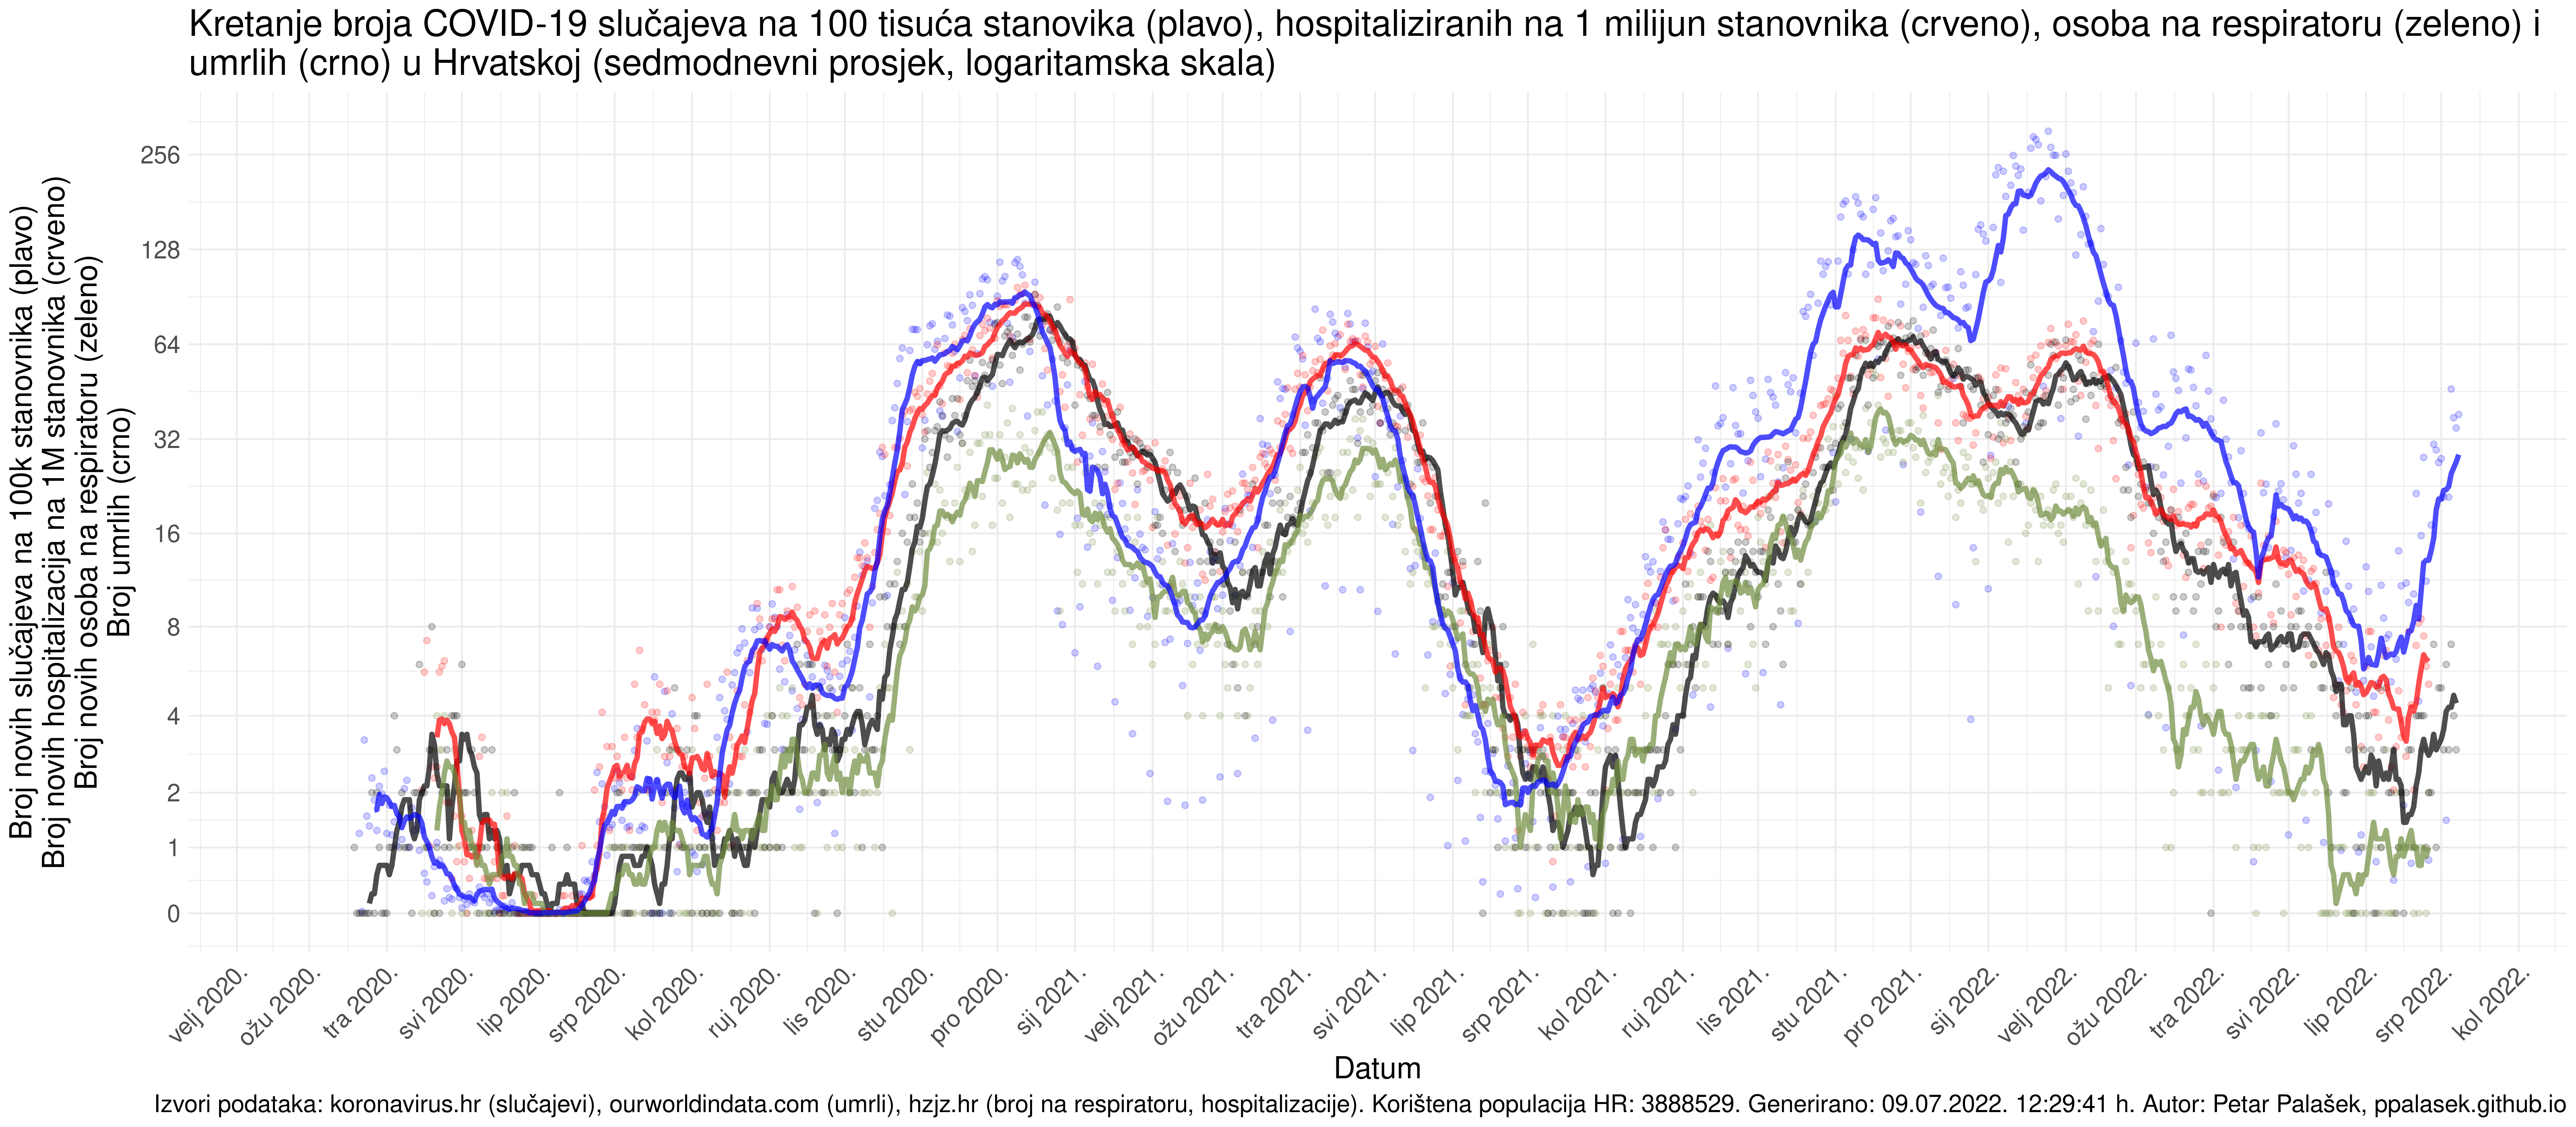 Kretanje broja COVID-19 slučajeva na 100 tisuća stanovika (plavo), hospitaliziranih na 1 milijun stanovnika (crveno), osoba na respiratoru (zeleno) i
umrlih (crno) u Hrvatskoj (sedmodnevni prosjek, logaritamska skala)
Broj novih slučajeva na 100k stanovnika (plavo)
Broj novih hospitalizacija na 1M stanovnika (crveno)
Broj novih osoba na respiratoru (zeleno)
Broj umrlih (crno)
256
128
64
32
16
8
4
2
1
0
velj 2020.
ožu 2020.
tra 2020.
svi 2020.
lip 2020.
srp 2020.
kol 2020.
ruj 2020.
lis 2020.
stu 2020.
pro 2020.
sij 2021.
velj 2021.
ožu 2021.
tra 2021.
svi 2021.
lip 2021.
srp 2021.
kol 2021.
ruj 2021.
lis 2021.
stu 2021.
pro 2021.
sij 2022.
velj 2022.
ožu 2022.
tra 2022.
svi 2022.
lip 2022.
srp 2022.
kol 2022.
Datum
Izvori podataka: koronavirus.hr (slučajevi), ourworldindata.com (umrli), hzjz.hr (broj na respiratoru, hospitalizacije). Korištena populacija HR: 3888529. Generirano: 09.07.2022. 12:29:41 h. Autor: Petar Palašek, ppalasek.github.io